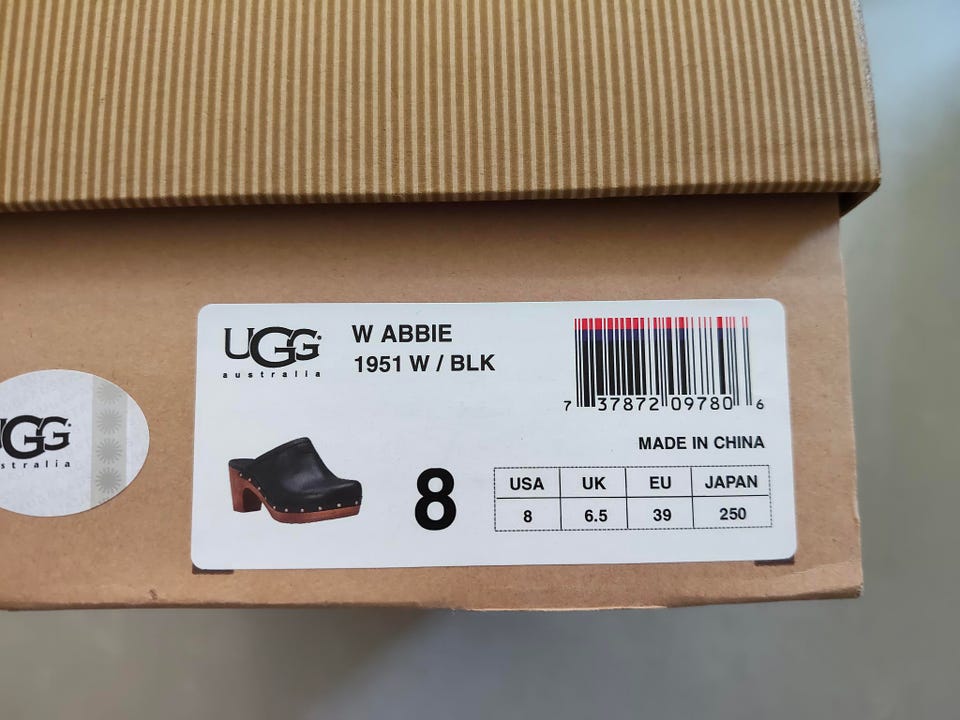 UGG
australia
W ABBIE
1951 W / BLK
7 37872 09780 6
MADE IN CHINA
8
USA UK EU JAPAN
8 6.5 39 250
UGG
australia